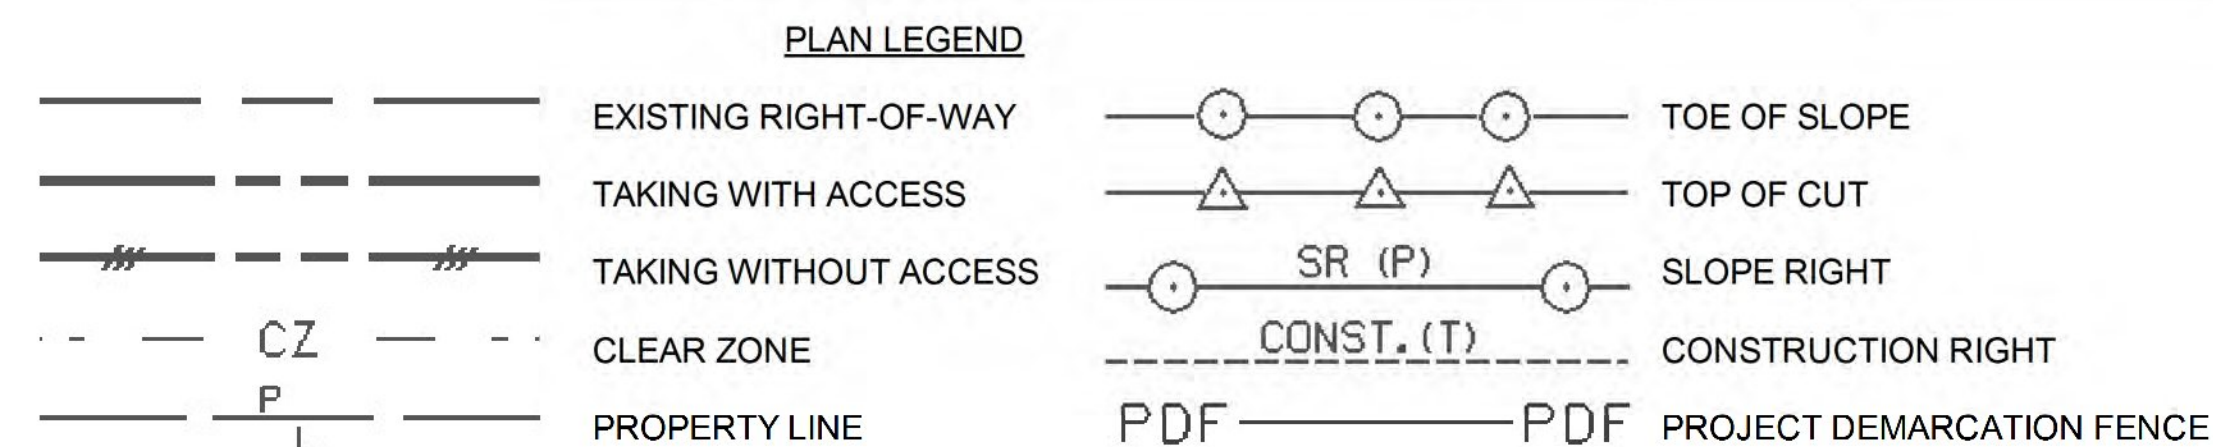 PLAN LEGEND
EXISTING RIGHT-OF-WAY
TAKING WITH ACCESS
TAKING WITHOUT ACCESS
CZ
CLEAR ZONE
P
PROPERTY LINE
TOE OF SLOPE
TOP OF CUT
SR (P)
SLOPE RIGHT
CONST. (T)
CONSTRUCTION RIGHT
PDF PDF
PROJECT DEMARCATION FENCE